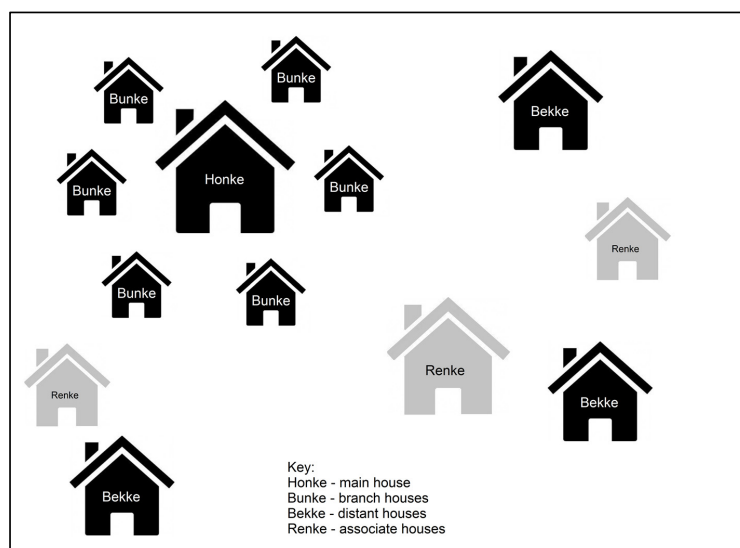 Bunke
Bunke
Bekke
Honke
Bunke
Bunke
Renke
Bunke
Bunke
Renke
Renke
Bekke
Bekke
Key:
Honke - main house
Bunke - branch houses
Bekke - distant houses
Renke - associate houses